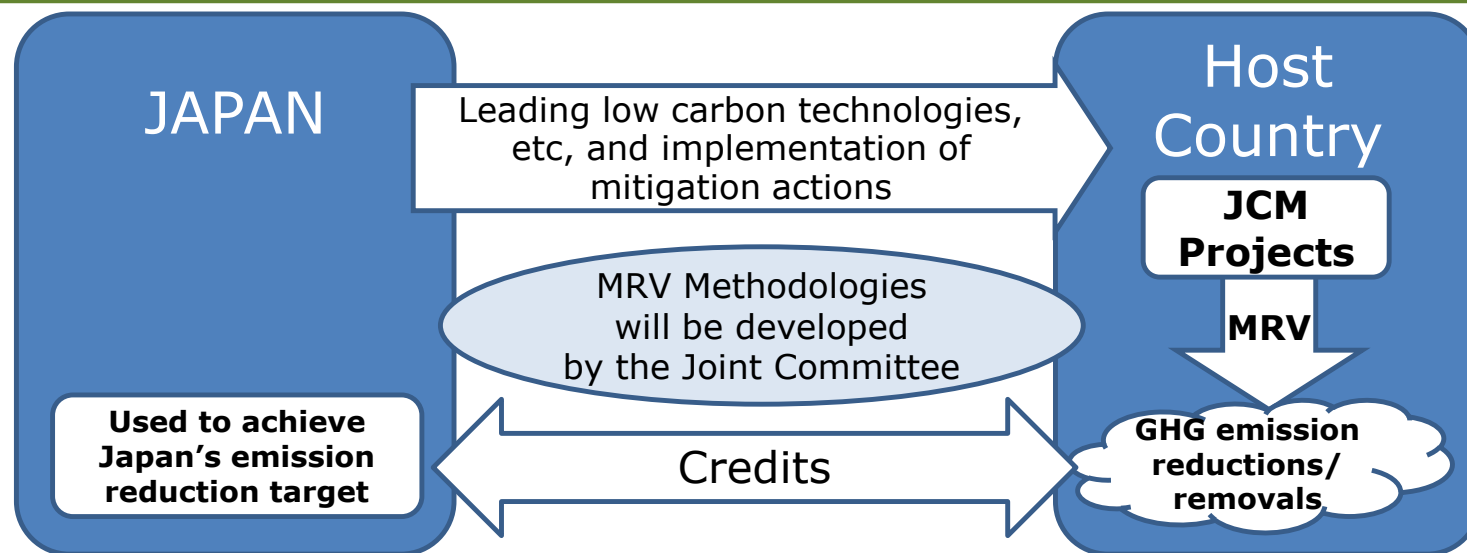 JAPAN
Leading low carbon technologies,
etc, and implementation of
mitigation actions
Host
Country
JCM
Projects
MRV Methodologies
will be developed
by the Joint Committee
MRV
Used to achieve
Japan’s emission
reduction target
Credits
GHG emission
reductions/
removals